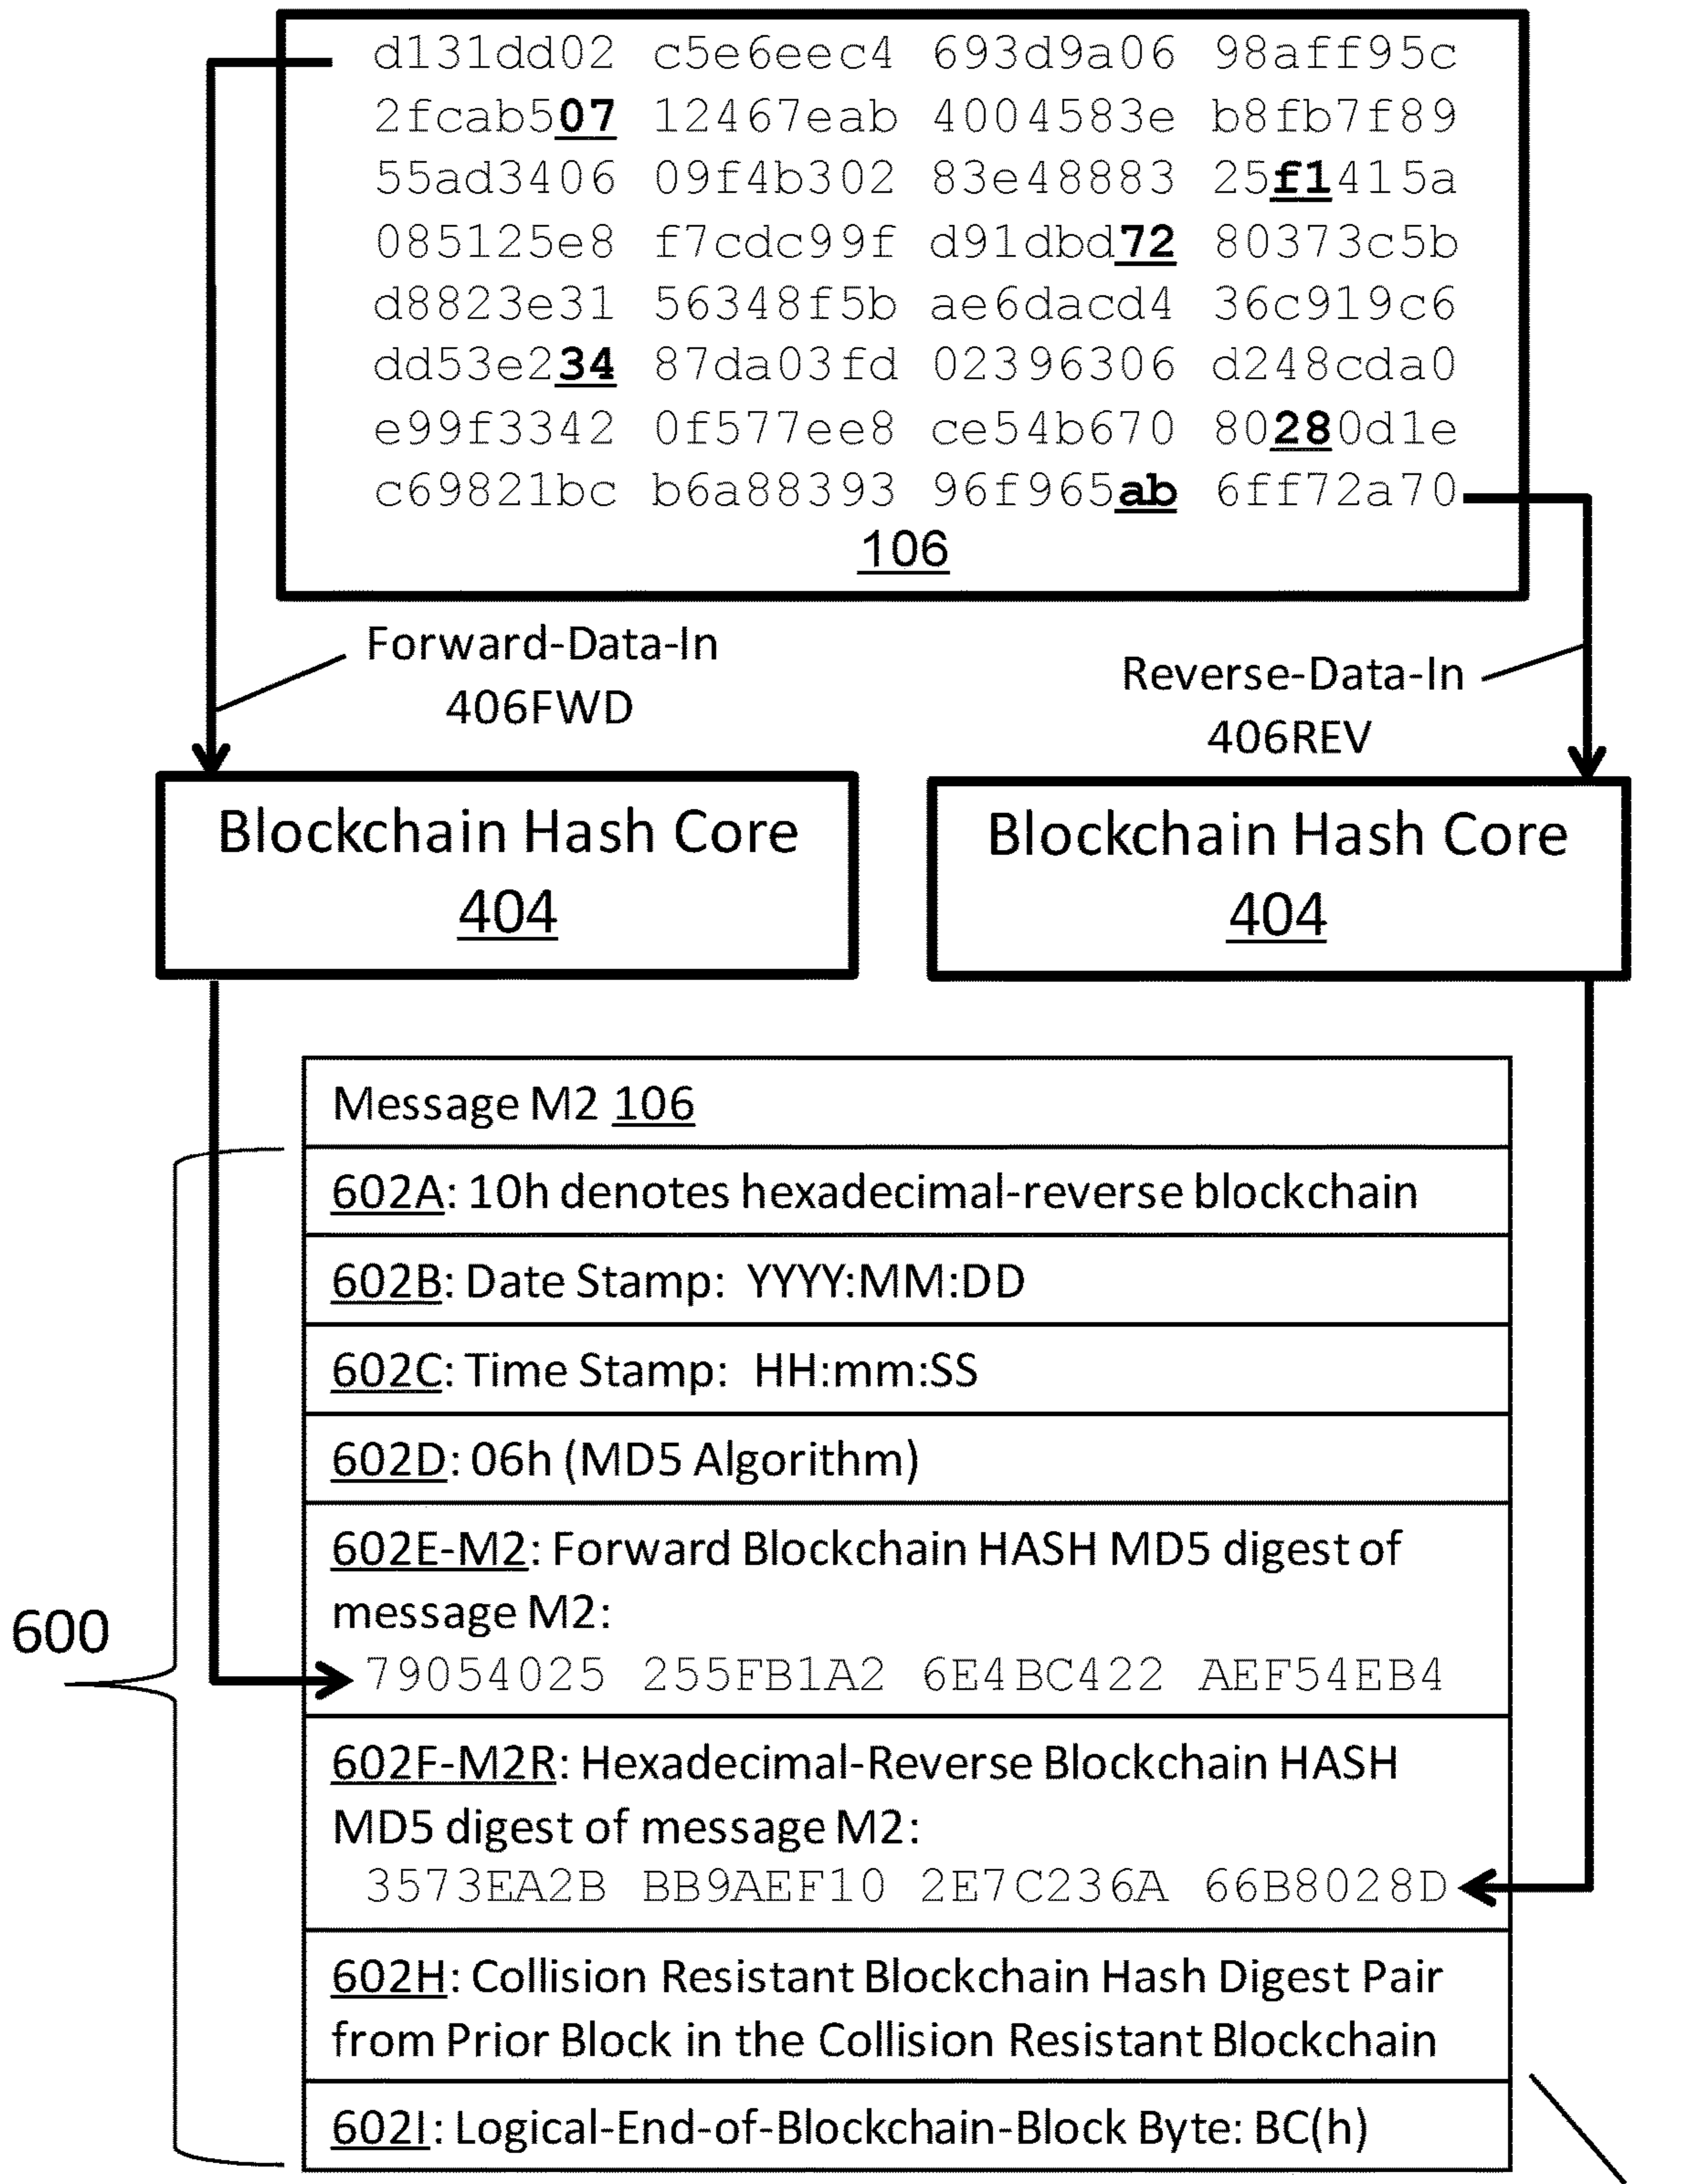 d131dd02 c5e6eec4 693d9a06 98aff95c
2fcab507 12467eab 4004583e b8fb7f89
55ad3406 09f4b302 83e48883 25f1415a
085125e8 f7cdc99f d91dbd72 80373c5b
d8823e31 56348f5b ae6dacd4 36c919c6
dd53e234 87da03fd 02396306 d248cda0
e99f3342 0f577ee8 ce54b670 80280d1e
c69821bc b6a88393 96f965ab 6ff72a70
106
Forward-Data-In
406FWD
Reverse-Data-In
406REV
Blockchain Hash Core
404
Blockchain Hash Core
404
Message M2 106
602A: 10h denotes hexadecimal-reverse blockchain
602B: Date Stamp: YYYY:MM:DD
602C: Time Stamp: HH:mm:SS
602D: 06h (MD5 Algorithm)
602E-M2: Forward Blockchain HASH MD5 digest of
message M2:
79054025 255FB1A2 6E4BC422 AEF54EB4
602F-M2R: Hexadecimal-Reverse Blockchain HASH
MD5 digest of message M2:
3573EA2B BB9AEF10 2E7C236A 66B8028D
602H: Collision Resistant Blockchain Hash Digest Pair
from Prior Block in the Collision Resistant Blockchain
602I: Logical-End-of-Blockchain-Block Byte: BC(h)
600